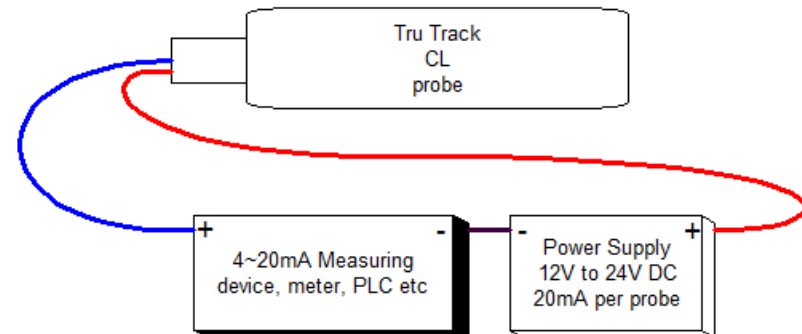 Tru Track
CL
probe
+ - - +
4~20mA Measuring
device, meter, PLC etc
Power Supply
12V to 24V DC
20mA per probe